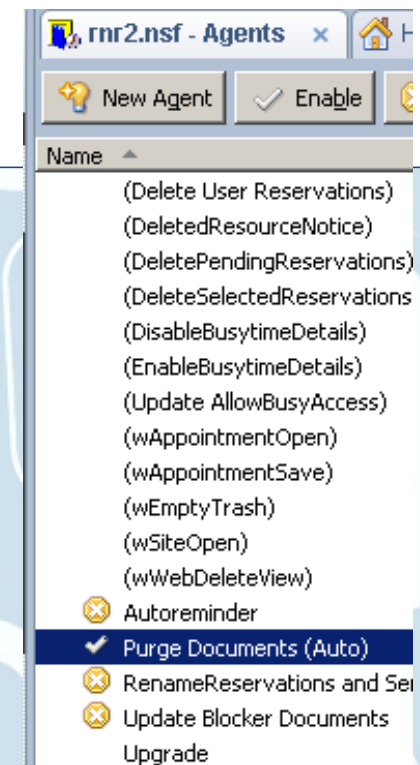 rnr2.nsf - Agents
New Agent Enable
Name
(Delete User Reservations)
(DeletedResourceNotice)
(DeletePendingReservations)
(DeleteSelectedReservations
(DisableBusytimeDetails)
(EnableBusytimeDetails)
(Update AllowBusyAccess)
(wAppointmentOpen)
(wAppointmentSave)
(wEmptyTrash)
(wSiteOpen)
(wWebDeleteView)
Autoreminder
Purge Documents (Auto)
RenameReservations and Se
Update Blocker Documents
Upgrade